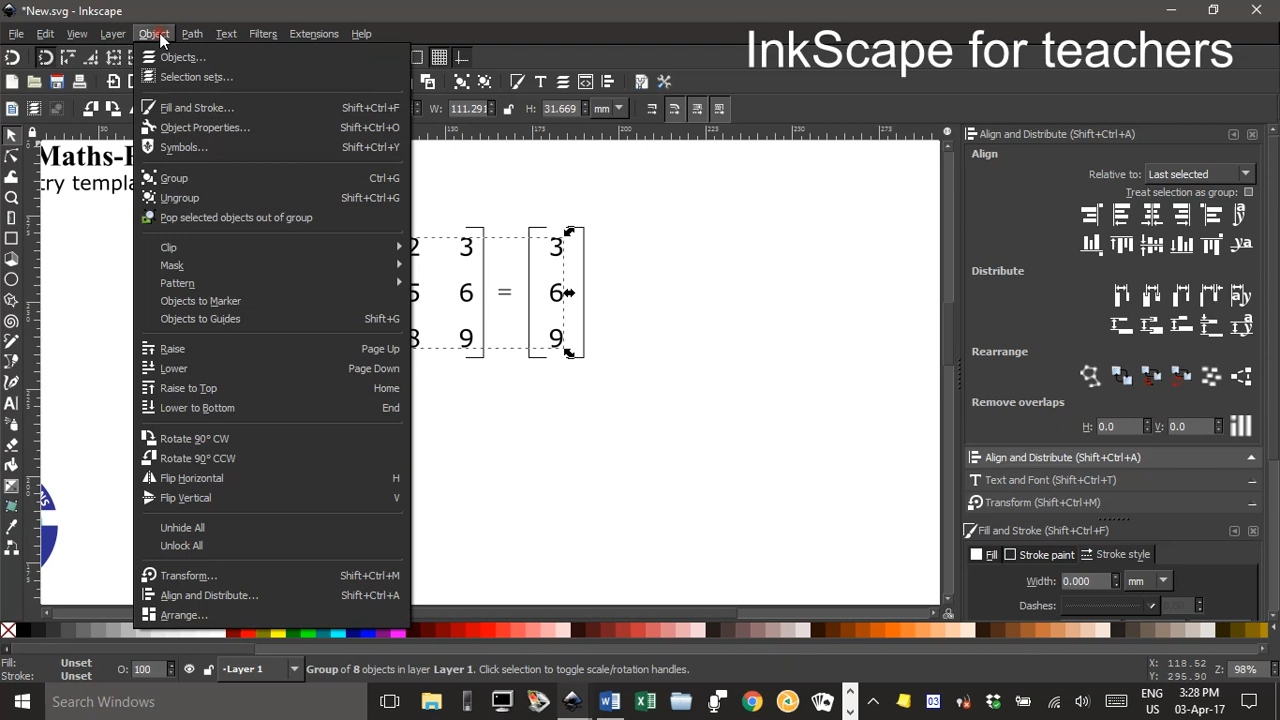 *New.svg - Inkscape
File Edit View Layer Object Path Text Filters Extensions Help
InkScape for teachers
Objects...
Selection sets...
Fill and Stroke... Shift+Ctrl+F
Object Properties... Shift+Ctrl+O
Symbols... Shift+Ctrl+Y
Group Ctrl+G
Ungroup Shift+Ctrl+G
Pop selected objects out of group
Clip
Mask
Pattern
Objects to Marker
Objects to Guides Shift+G
Raise Page Up
Lower Page Down
Raise to Top Home
Lower to Bottom End
Rotate 90° CW
Rotate 90° CCW
Flip Horizontal H
Flip Vertical V
Unhide All
Unlock All
Transform... Shift+Ctrl+M
Align and Distribute... Shift+Ctrl+A
Arrange...
W: 111.291 H: 31.669 mm
50 150 175 200 225 250 275
Maths-
try templa
2 3 3
5 6 = 6
8 9 9
Align and Distribute (Shift+Ctrl+A)
Align
Relative to: Last selected
Treat selection as group:
Distribute
Rearrange
Remove overlaps
H: 0.0 V: 0.0
Align and Distribute (Shift+Ctrl+A)
Text and Font (Shift+Ctrl+T)
Transform (Shift+Ctrl+M)
Fill and Stroke (Shift+Ctrl+F)
Fill Stroke paint Stroke style
Width: 0.000 mm
Dashes:
Fill: Unset
Stroke: Unset
O: 100
Layer 1
Group of 8 objects in layer Layer 1. Click selection to toggle scale/rotation handles.
X: 118.52
Y: 295.90
Z: 98%
Search Windows
03
ENG
US
3:28 PM
03-Apr-17